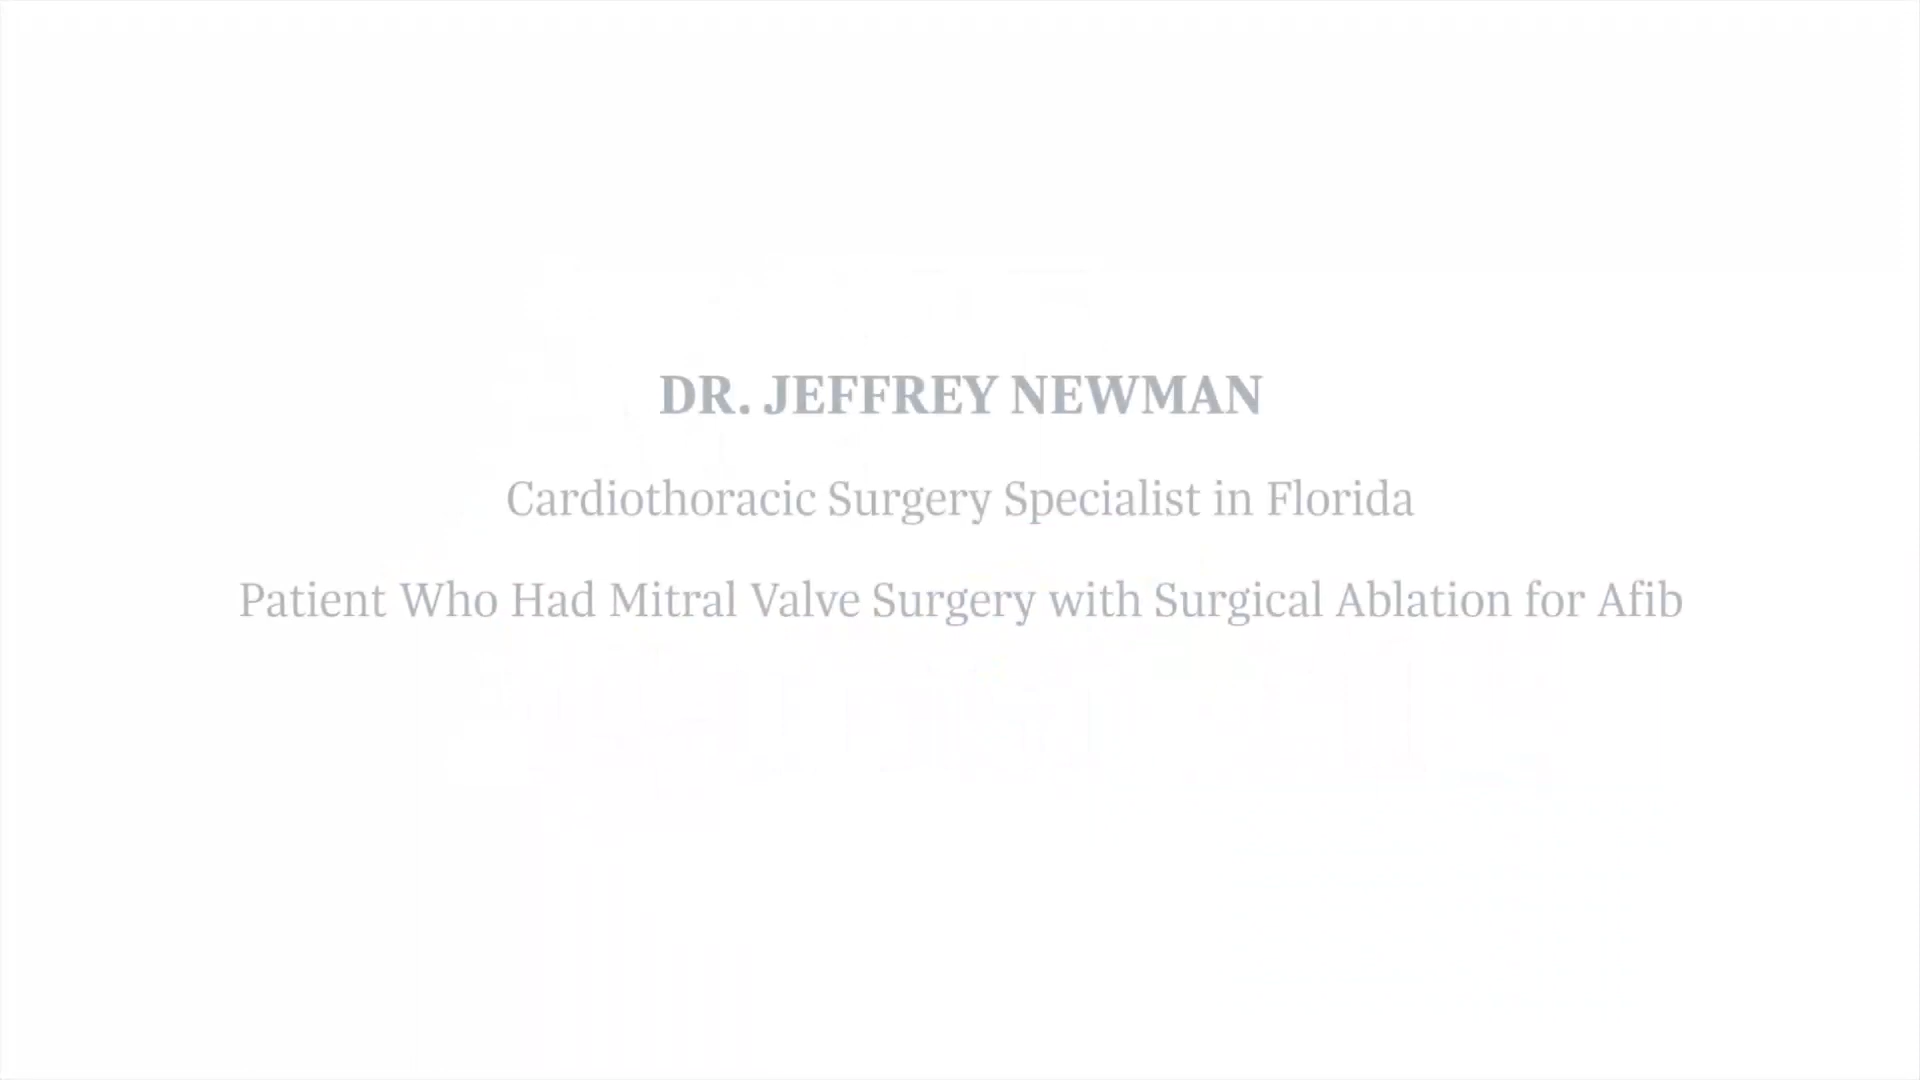 DR. JEFFREY NEWMAN
Cardiothoracic Surgery Specialist in Florida
Patient Who Had Mitral Valve Surgery with Surgical Ablation for Afib